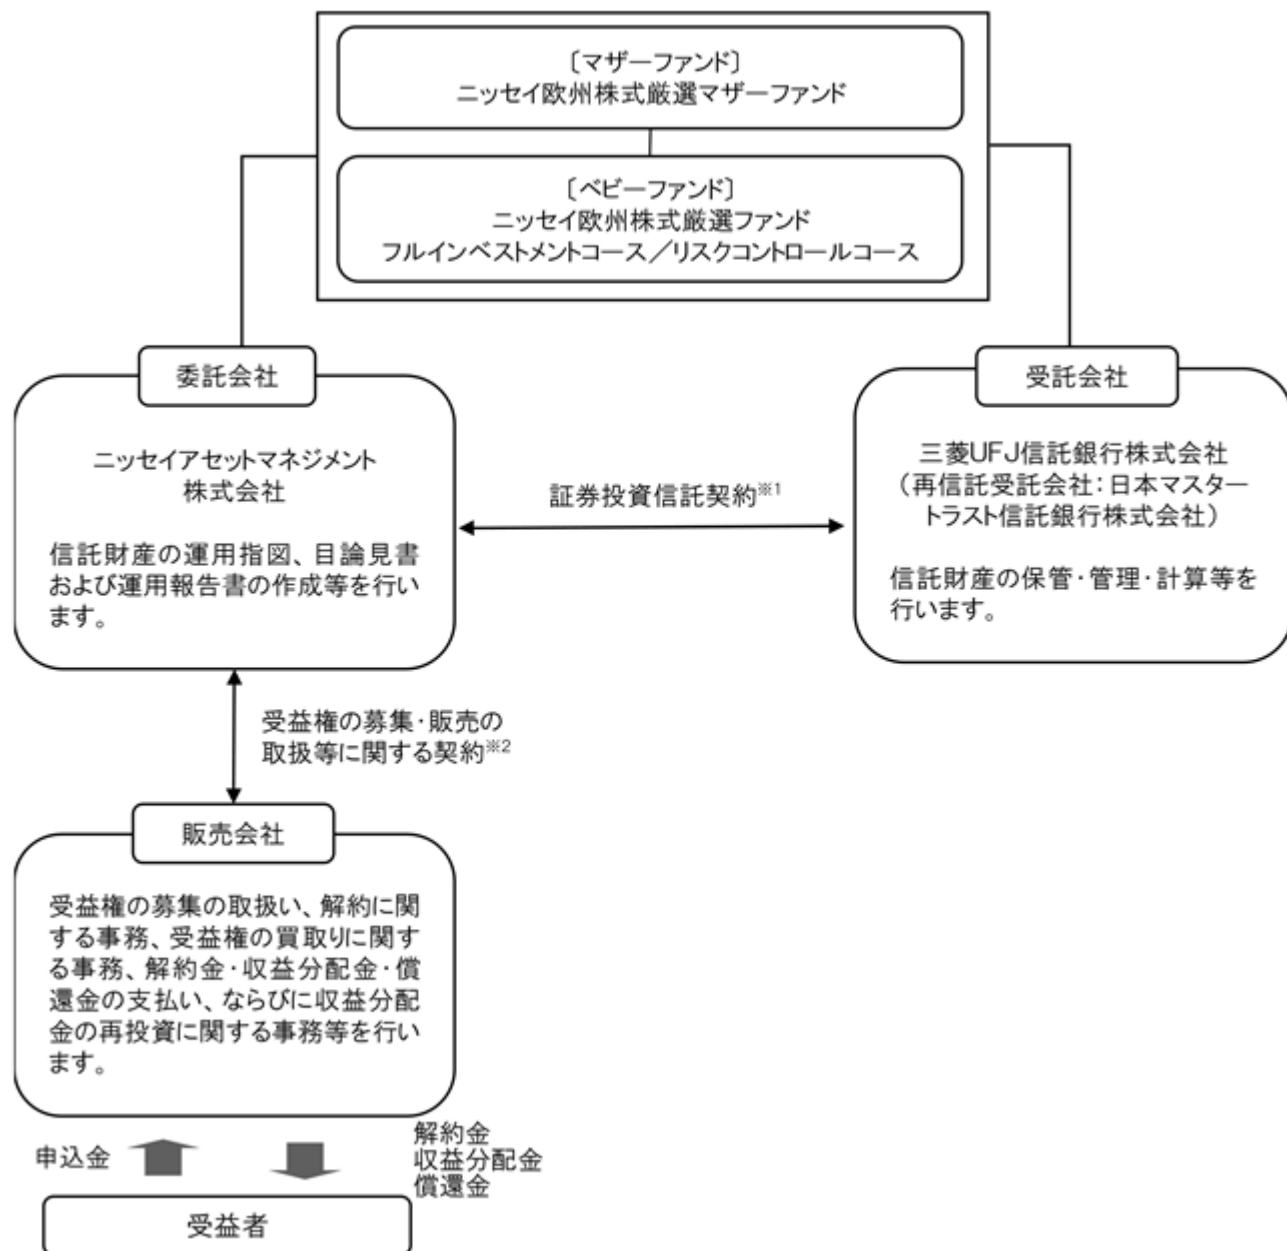 〔マザーファンド〕
ニッセイ欧州株式厳選マザーファンド
〔ベビーファンド〕
ニッセイ欧州株式厳選ファンド
フルインベストメントコース／リスクコントロールコース
委託会社
ニッセイアセットマネジメント
株式会社
信託財産の運用指図、目論見書
および運用報告書の作成等を行い
ます。
証券投資信託契約※1
受託会社
三菱UFJ信託銀行株式会社
（再信託受託会社：日本マスター
トラスト信託銀行株式会社）
信託財産の保管・管理・計算等を
行います。
受益権の募集・販売の
取扱等に関する契約※2
販売会社
受益権の募集の取扱い、解約に関
する事務、受益権の買取りに関す
る事務、解約金・収益分配金・償
還金の支払い、ならびに収益分配
金の再投資に関する事務等を行い
ます。
申込金
解約金
収益分配金
償還金
受益者